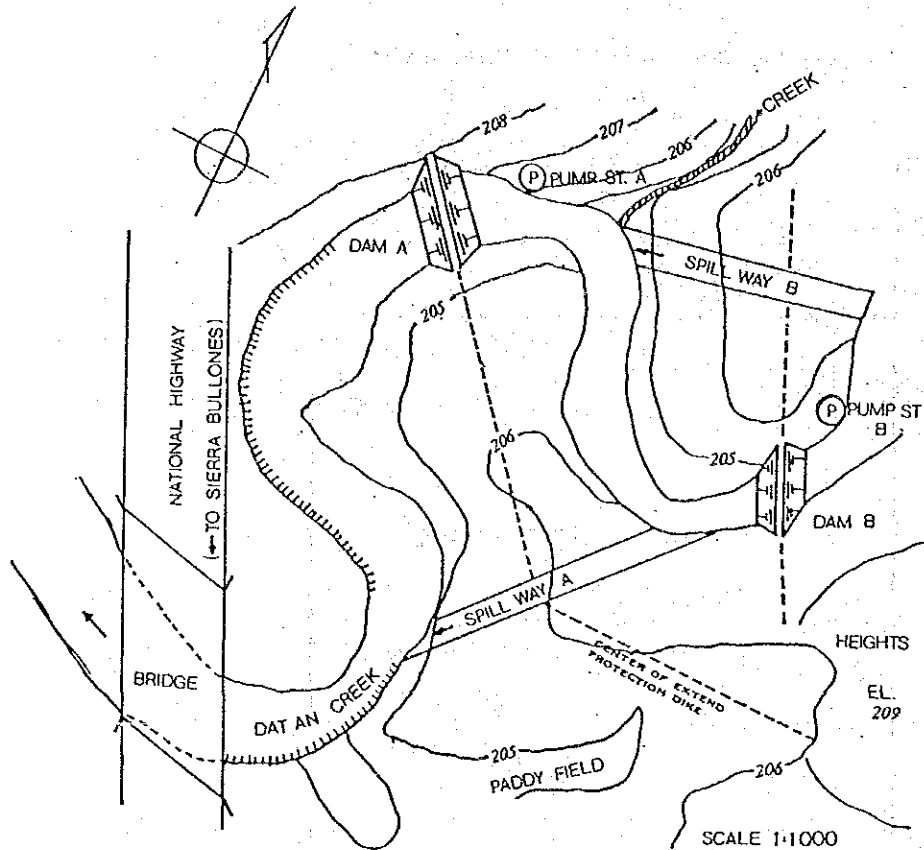 CREEK
208
207
206
206
P PUMP ST. A
DAM A
SPILL WAY B
205
NATIONAL HIGHWAY
(← TO SIERRA BULLONES)
P PUMP ST
B
206
205
DAM B
SPILL WAY A
BRIDGE
CENTER OF EXTEND
PROTECTION DIKE
HEIGHTS
EL.
209
DAT AN CREEK
205
PADDY FIELD
206
SCALE 1:1000